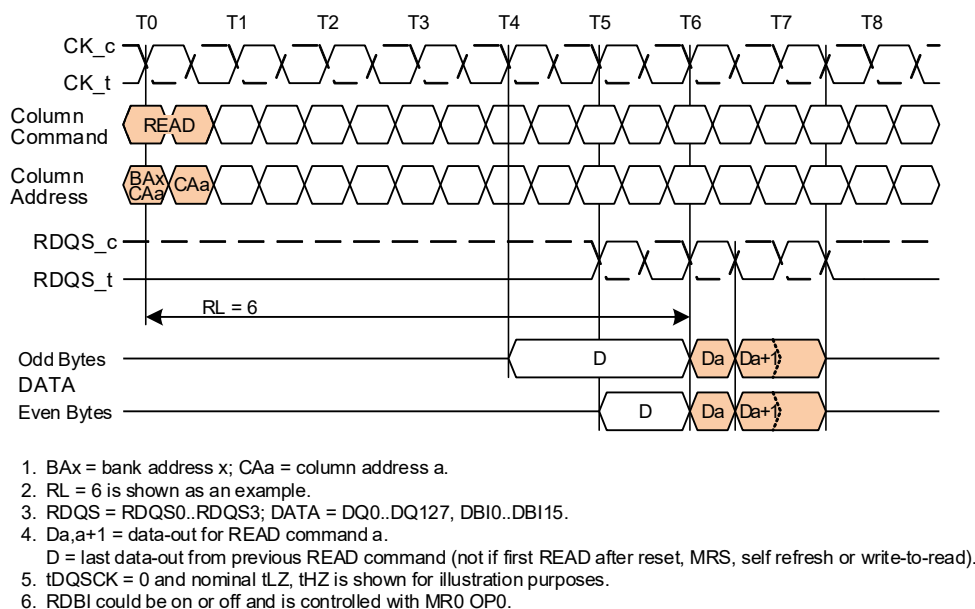 T0 T1 T2 T3 T4 T5 T6 T7 T8
CK_c
CK_t
Column
Command
READ
Column
Address
BAx
CAa
CAa
RDQS_c
RDQS_t
RL = 6
Odd Bytes
D Da Da+1
DATA
Even Bytes
D Da Da+1
1. BAx = bank address x; CAa = column address a.
2. RL = 6 is shown as an example.
3. RDQS = RDQS0..RDQS3; DATA = DQ0..DQ127, DBI0..DBI15.
4. Da,a+1 = data-out for READ command a.
D = last data-out from previous READ command (not if first READ after reset, MRS, self refresh or write-to-read).
5. tDQSCK = 0 and nominal tLZ, tHZ is shown for illustration purposes.
6. RDBI could be on or off and is controlled with MR0 OP0.